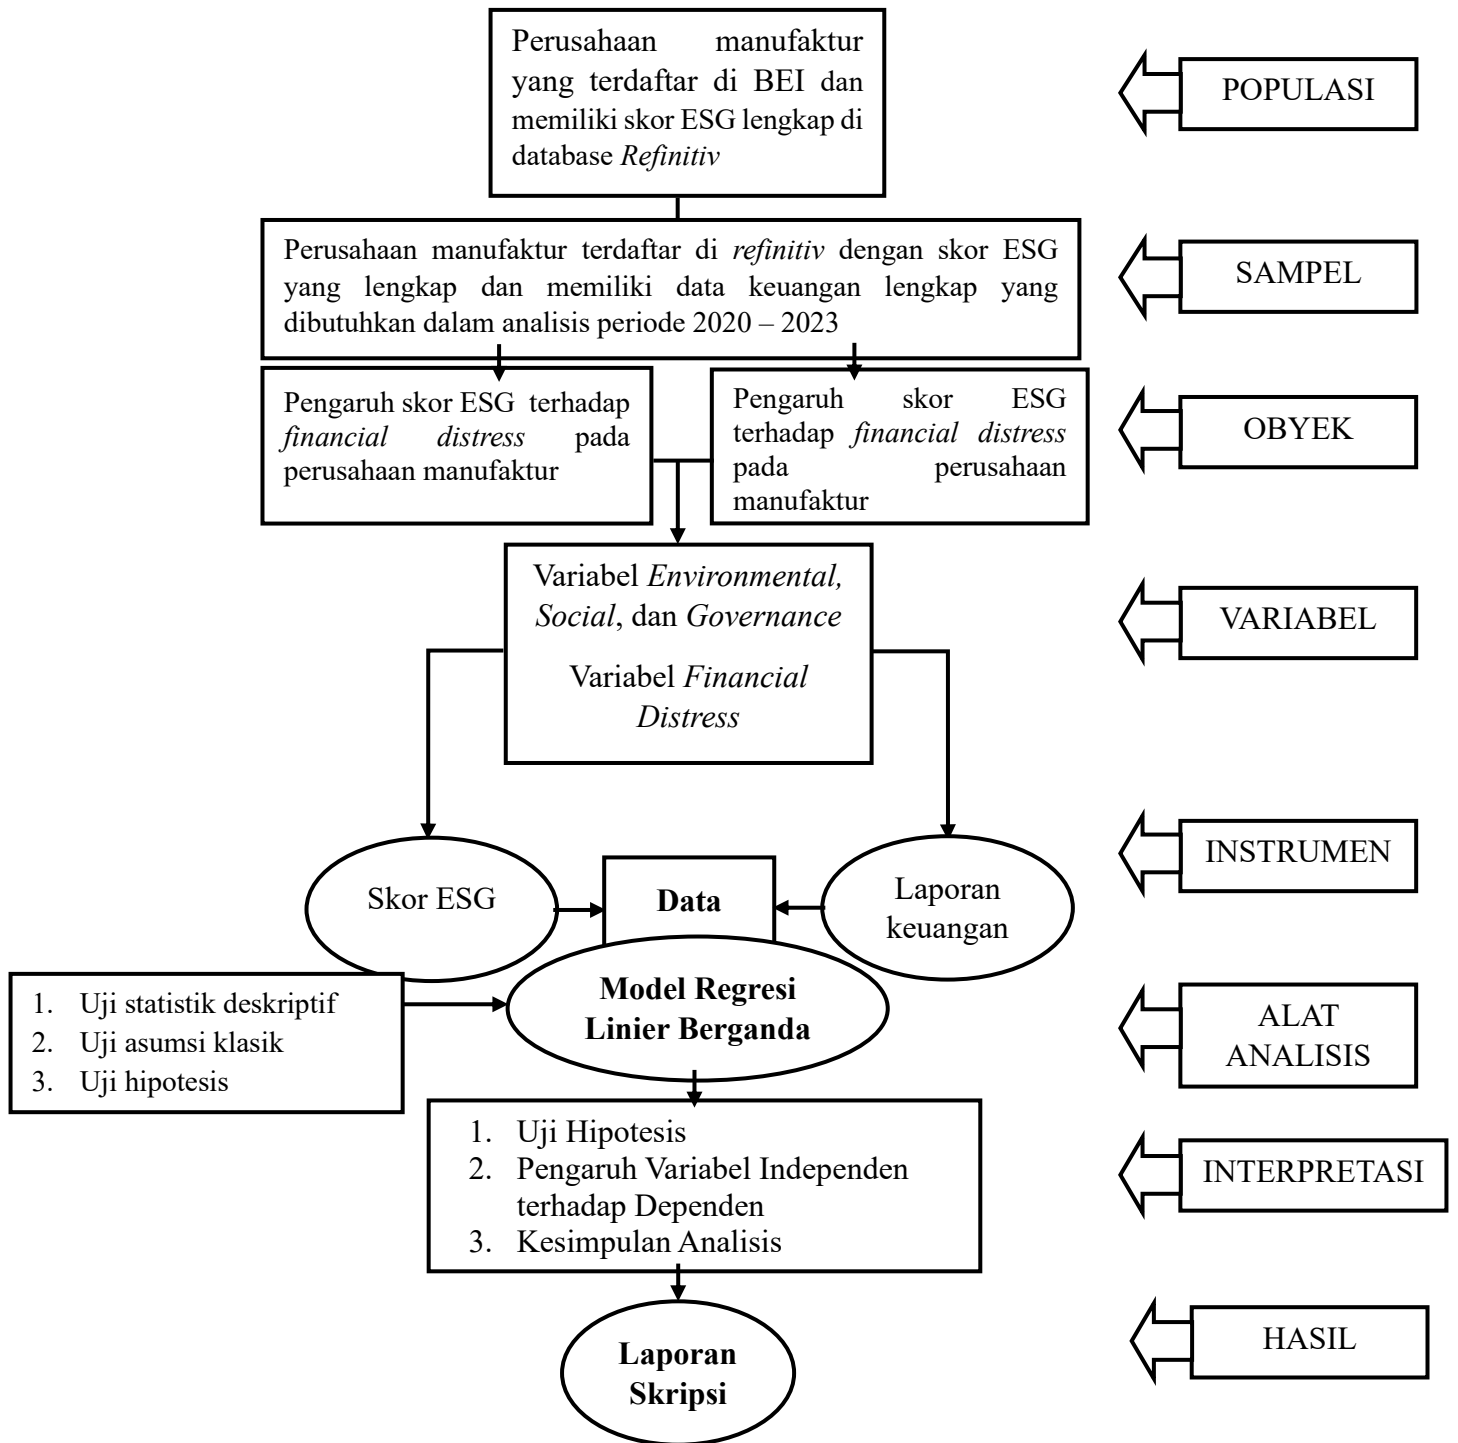 Perusahaan manufaktur
yang terdaftar di BEI dan
memiliki skor ESG lengkap di
database Refinitiv
POPULASI
Perusahaan manufaktur terdaftar di refinitiv dengan skor ESG
yang lengkap dan memiliki data keuangan lengkap yang
dibutuhkan dalam analisis periode 2020 – 2023
SAMPEL
Pengaruh skor ESG terhadap
financial distress pada
perusahaan manufaktur
Pengaruh skor ESG
terhadap financial distress
pada perusahaan
manufaktur
OBYEK
Variabel Environmental,
Social, dan Governance
Variabel Financial
Distress
VARIABEL
Skor ESG
Data
Laporan
keuangan
INSTRUMEN
1. Uji statistik deskriptif
2. Uji asumsi klasik
3. Uji hipotesis
Model Regresi
Linier Berganda
ALAT
ANALISIS
1. Uji Hipotesis
2. Pengaruh Variabel Independen
terhadap Dependen
3. Kesimpulan Analisis
INTERPRETASI
Laporan
Skripsi
HASIL